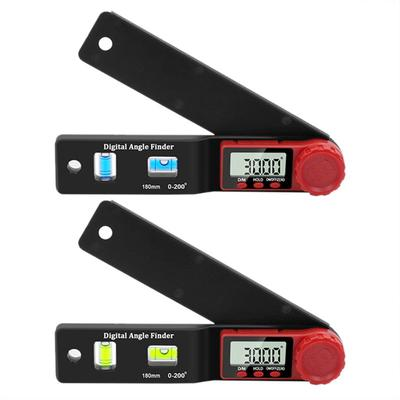 Digital Angle Finder
30.00°
180mm 0-200°
D/M HOLD ON/OFF/ZERO
Digital Angle Finder
30.00°
180mm 0-200°
D/M HOLD ON/OFF/ZERO